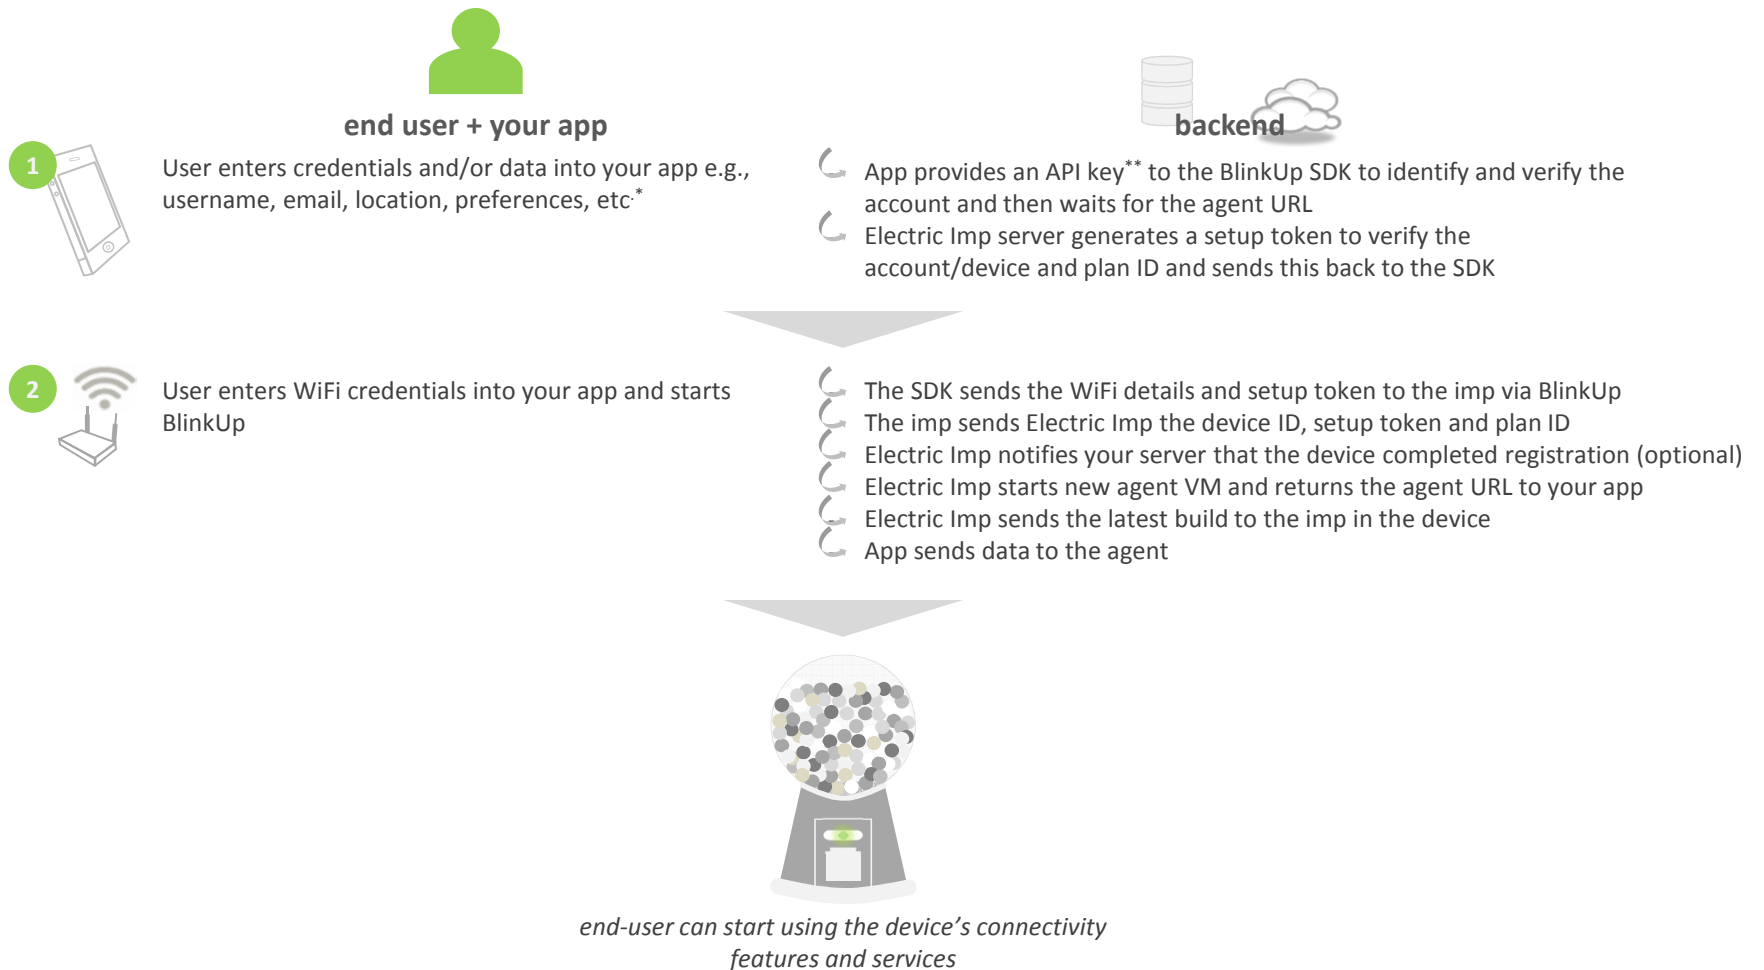 end user + your app
backend
1
User enters credentials and/or data into your app e.g.,
username, email, location, preferences, etc.*
App provides an API key** to the BlinkUp SDK to identify and verify the
account and then waits for the agent URL
Electric Imp server generates a setup token to verify the
account/device and plan ID and sends this back to the SDK
2
User enters WiFi credentials into your app and starts
BlinkUp
The SDK sends the WiFi details and setup token to the imp via BlinkUp
The imp sends Electric Imp the device ID, setup token and plan ID
Electric Imp notifies your server that the device completed registration (optional)
Electric Imp starts new agent VM and returns the agent URL to your app
Electric Imp sends the latest build to the imp in the device
App sends data to the agent
end-user can start using the device’s connectivity
features and services